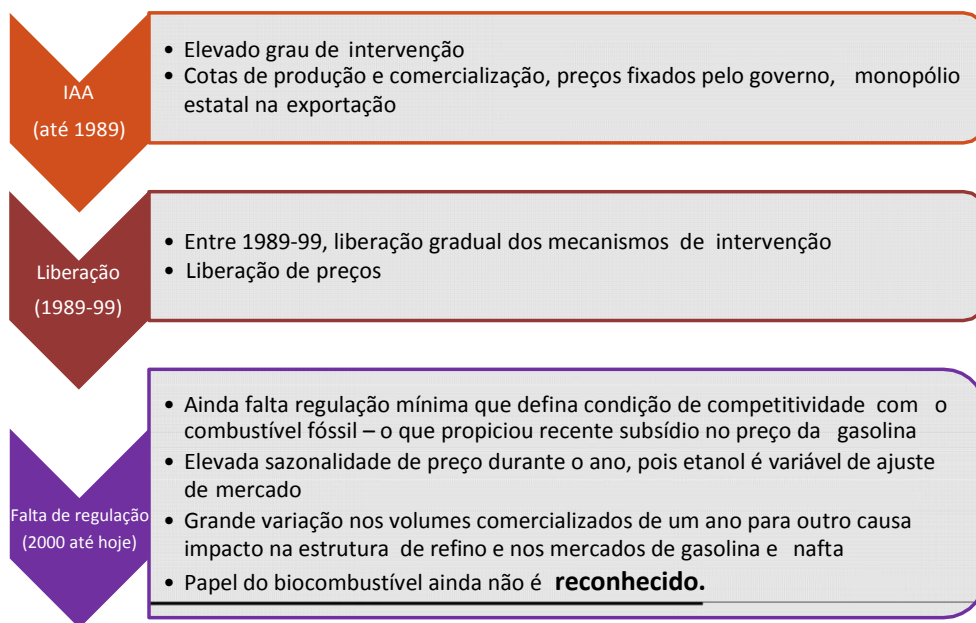 IAA
(até 1989)
• Elevado grau de intervenção
• Cotas de produção e comercialização, preços fixados pelo governo, monopólio
estatal na exportação
Liberação
(1989-99)
• Entre 1989-99, liberação gradual dos mecanismos de intervenção
• Liberação de preços
Falta de regulação
(2000 até hoje)
• Ainda falta regulação mínima que defina condição de competitividade com o
combustível fóssil – o que propiciou recente subsídio no preço da gasolina
• Elevada sazonalidade de preço durante o ano, pois etanol é variável de ajuste
de mercado
• Grande variação nos volumes comercializados de um ano para outro causa
impacto na estrutura de refino e nos mercados de gasolina e nafta
• Papel do biocombustível ainda não é reconhecido.